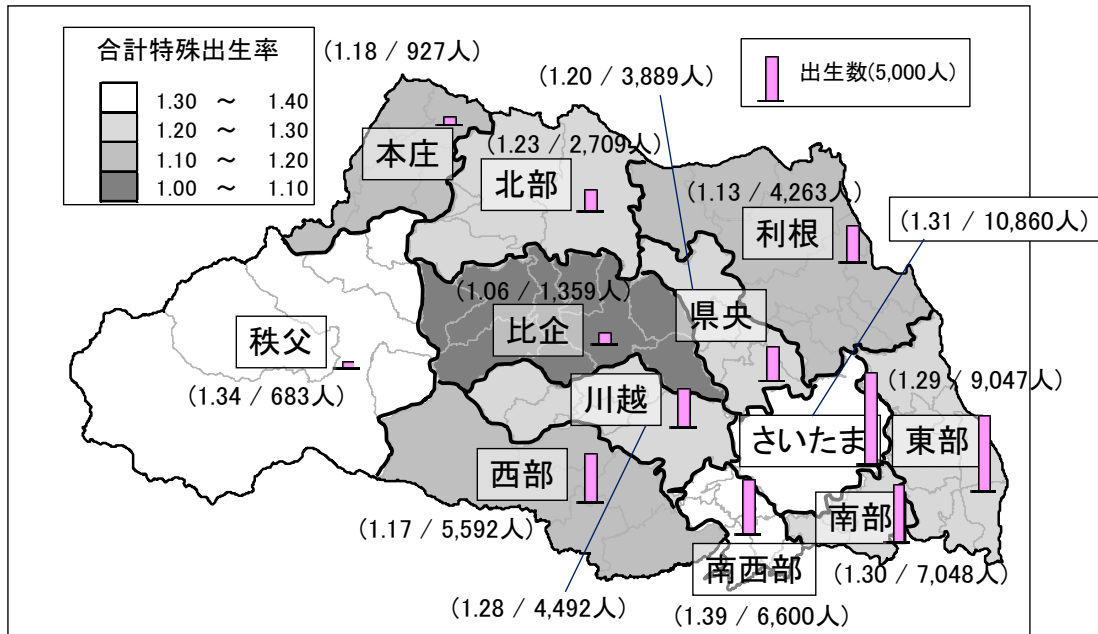 合計特殊出生率
1.30 ～ 1.40
1.20 ～ 1.30
1.10 ～ 1.20
1.00 ～ 1.10
(1.18 / 927人)
本庄
(1.20 / 3,889人)
出生数(5,000人)
(1.23 / 2,709人)
北部
(1.13 / 4,263人)
利根
(1.31 / 10,860人)
(1.06 / 1,359人)
比企
県央
秩父
(1.34 / 683人)
川越
(1.29 / 9,047人)
さいたま
東部
西部
(1.17 / 5,592人)
南部
南西部
(1.30 / 7,048人)
(1.28 / 4,492人)
(1.39 / 6,600人)